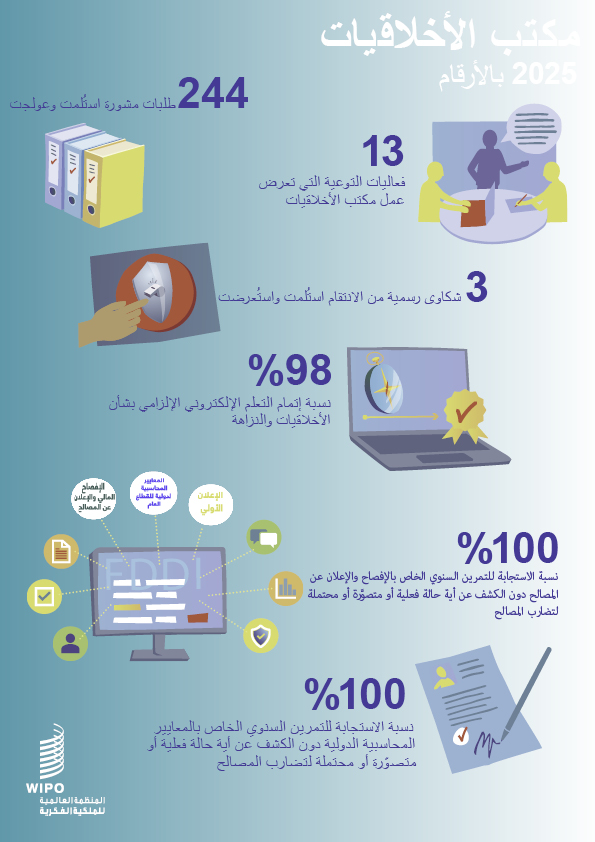 مكتب الأخلاقيات
2025 بالأرقام
244 طلبات مشورة استُلمت وعولجت
13
فعاليات التوعية التي تعرض
عمل مكتب الأخلاقيات
3 شكاوى رسمية من الانتقام استُلمت واستُعرضت
%98
نسبة إتمام التعلم الإلكتروني الإلزامي بشأن
الأخلاقيات والنزاهة
الإفصاح
المالي والإعلان
عن المصالح
المعايير
المحاسبية
الدولية للقطاع
العام
الإعلان
الأولي
FDDI
%100
نسبة الاستجابة للتمرين السنوي الخاص بالإفصاح والإعلان عن
المصالح دون الكشف عن أية حالة فعلية أو متصوَّرة أو محتملة
لتضارب المصالح
%100
نسبة الاستجابة للتمرين السنوي الخاص بالمعايير
المحاسبية الدولية دون الكشف عن أية حالة فعلية أو
متصوّرة أو محتملة لتضارب المصالح
WIPO
المنظمة العالمية
للملكية الفكرية